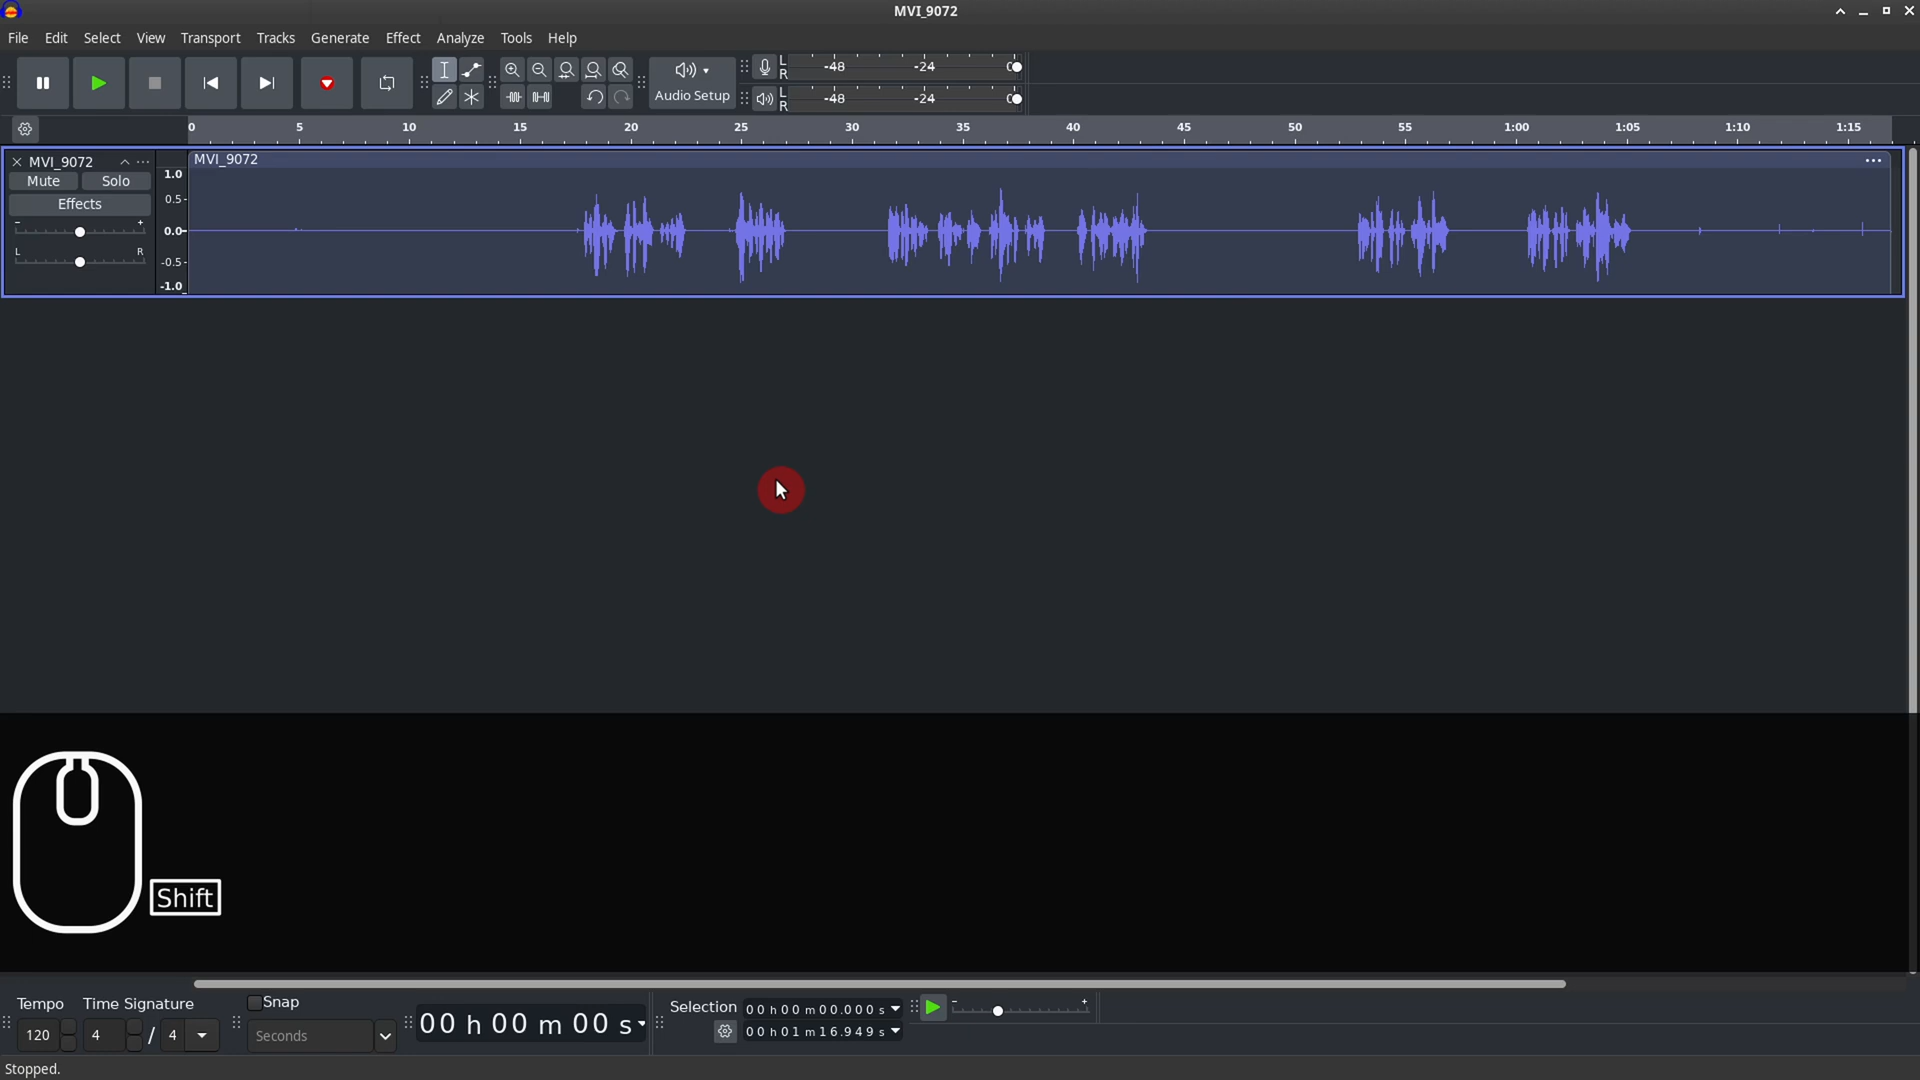 MVI_9072
File Edit Select View Transport Tracks Generate Effect Analyze Tools Help
Audio Setup
L R -48 -24 0
L R -48 -24 0
0 5 10 15 20 25 30 35 40 45 50 55 1:00 1:05 1:10 1:15
MVI_9072
Mute Solo
Effects
- +
L R
1.0
0.5-
0.0-
-0.5-
-1.0
MVI_9072
Shift
Tempo Time Signature
120 4 / 4
Snap
Seconds
00 h 00 m 00 s
Selection
00 h 00 m 00.000 s
00 h 01 m 16.949 s
- +
Stopped.